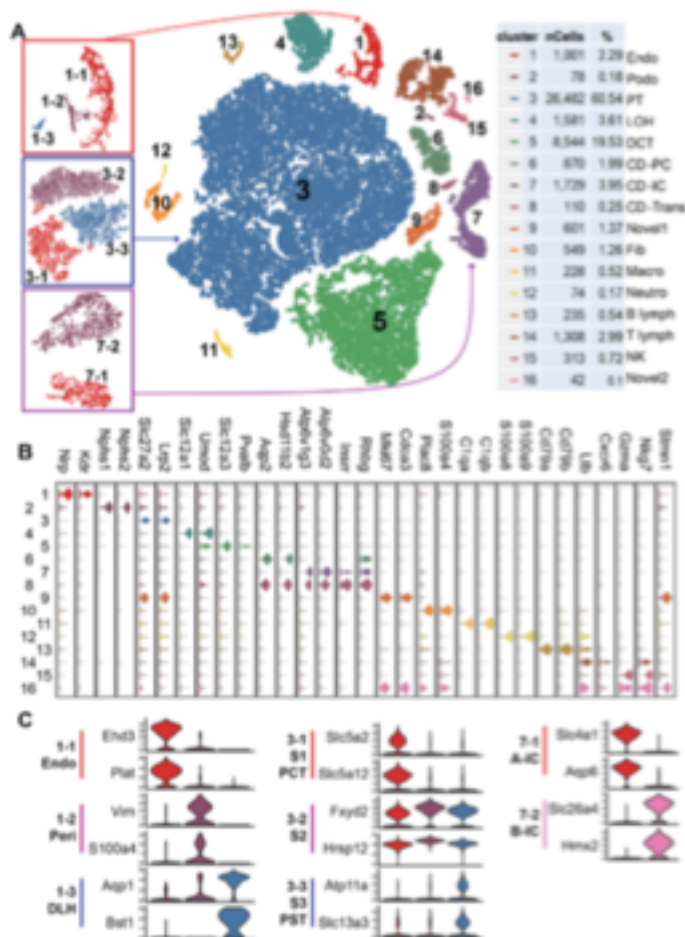 A
1-1
1-2
1-3
3-2
3-3
3-1
7-2
7-1
13
4
1
14
16
2
15
6
12
10
3
8
7
9
5
11
cluster nCells %
1 1,001 2.29 Endo
2 78 0.18 Podo
3 26,482 60.54 PT
4 1,581 3.61 LOH
5 8,544 19.53 DCT
6 870 1.99 CD-PC
7 1,729 3.95 CD-IC
8 110 0.25 CD-Trans
9 601 1.37 Novel1
10 549 1.26 Fib
11 228 0.52 Macro
12 74 0.17 Neutro
13 235 0.54 B lymph
14 1,308 2.99 T lymph
15 313 0.72 NK
16 42 0.1 Novel2
B
Nrp Kdr Nphs1 Nphs2 Slc27a2 Lrp2 Slc12a1 Umod Slc12a3 Pvalb Aqp2 Hsd11b2 Atp6v1g3 Atp6v0d2 Insrr Rhbg Mki67 Cdca3 Plac8 S100a4 C1qa C1qb S100a8 S100a9 Cd79a Cd79b Ltb Cxcr6 Gzma Nkg7 Stmn1
1
2
3
4
5
6
7
8
9
10
11
12
13
14
15
16
C
1-1
Endo
Ehd3
Plat
1-2
Peri
Vim
S100a4
1-3
DLH
Aqp1
Bst1
3-1
S1
PCT
Slc5a2
Slc5a12
3-2
S2
Fxyd2
Hrsp12
3-3
S3
PST
Atp11a
Slc13a3
7-1
A-IC
Slc4a1
Aqp6
7-2
B-IC
Slc26a4
Hmx2